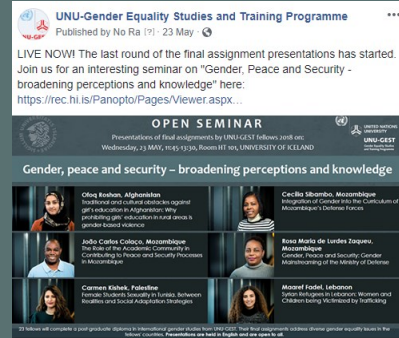 UNU-Gender Equality Studies and Training Programme
Published by No Ra [?] · 23 May ·
LIVE NOW! The last round of the final assignment presentations has started.
Join us for an interesting seminar on "Gender, Peace and Security -
broadening perceptions and knowledge" here:
https://rec.hi.is/Panopto/Pages/Viewer.aspx...
OPEN SEMINAR
Presentations of final assignments by UNU-GEST fellows 2018 on:
Wednesday, 23 MAY, 11:45-13:30, Room HT 101, UNIVERSITY OF ICELAND
UNITED NATIONS
UNIVERSITY
UNU-GEST
Gender, peace and security – broadening perceptions and knowledge
Ofoq Roshan, Afghanistan
Traditional and cultural obstacles against
girl's education in Afghanistan: Why
prohibiting girls' education in rural areas is
gender-based violence
Cecilia Sibambo, Mozambique
Integration of Gender into the Curriculum of
Mozambique's Defense Forces
João Carlos Colaço, Mozambique
The Role of the Academic Community in
Contributing to Peace and Security Processes
in Mozambique
Rosa Maria de Lurdes Zaqueu,
Mozambique
Gender, Peace and Security: Gender
Mainstreaming of the Ministry of Defense
Carmen Kishek, Palestine
Female Students Sexuality in Tunisia, Between
Realities and Social Adaptation Strategies
Maaref Fadel, Lebanon
Syrian Refugees in Lebanon: Women and
Children being Victimized by Trafficking
23 fellows will complete a post-graduate diploma in international gender studies from UNU-GEST. Their final assignments address diverse gender equality issues in the
fellows' countries. Presentations are held in English and are open to all.